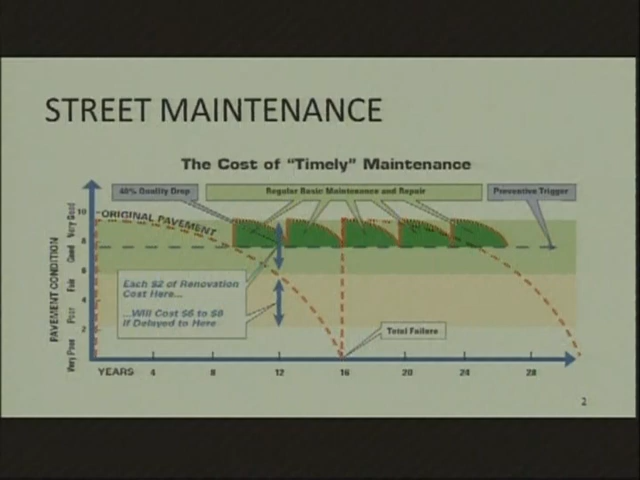 STREET MAINTENANCE
The Cost of “Timely” Maintenance
40% Quality Drop
Regular Basic Maintenance and Repair
Preventive Trigger
PAVEMENT CONDITION
Very Good
Good
Fair
Poor
Very Poor
10
8
6
4
2
ORIGINAL PAVEMENT
Each $2 of Renovation
Cost Here...
...Will Cost $6 to $8
If Delayed to Here
Total Failure
YEARS 4 8 12 16 20 24 28
2